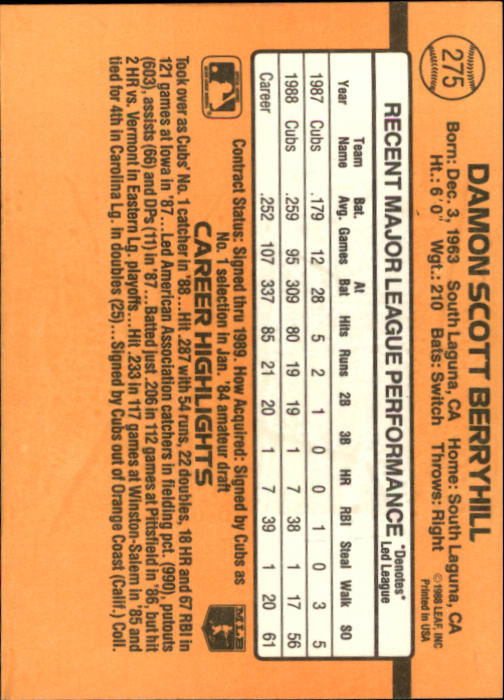 275
DAMON SCOTT BERRYHILL
Born: Dec. 3, 1963 South Laguna, CA Home: South Laguna, CA
Ht.: 6'0" Wgt.: 210 Bats: Switch Throws: Right
©1988 LEAF, INC
Printed in USA
RECENT MAJOR LEAGUE PERFORMANCE
"Denotes"
Led League
Year Team Name Bat. Avg. Games At Bat Hits Runs 2B 3B HR RBI Steal Walk SO
1987 Cubs .179 12 28 5 2 1 0 0 1 0 3 5
1988 Cubs .259 95 309 80 19 19 1 7 38 1 17 56
Career .252 107 337 85 21 20 1 7 39 1 20 61
Contract Status: Signed thru 1989. How Acquired: Signed by Cubs as
No. 1 selection in Jan. '84 amateur draft
CAREER HIGHLIGHTS
MLB
Took over as Cubs' No. 1 catcher in '88...Hit .287 with 54 runs, 22 doubles, 18 HR and 67 RBI in
121 games at Iowa in '87...Led American Association catchers in fielding pct. (990), putouts
(603), assists (66) and DPs (11) in '87...Batted just .206 in 112 games at Pittsfield in '86, but hit
2 HR vs. Vermont in Eastern Lg. playoffs...Hit .233 in 117 games at Winston-Salem in '85 and
tied for 4th in Carolina Lg. in doubles (25)...Signed by Cubs out of Orange Coast (Calif.) Coll.